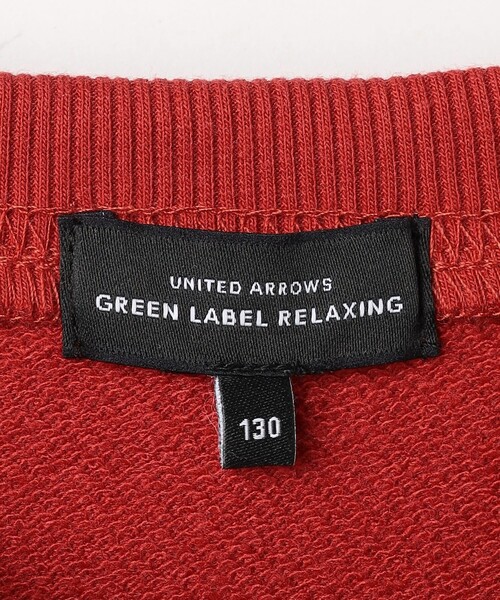 UNITED ARROWS
GREEN LABEL RELAXING
130